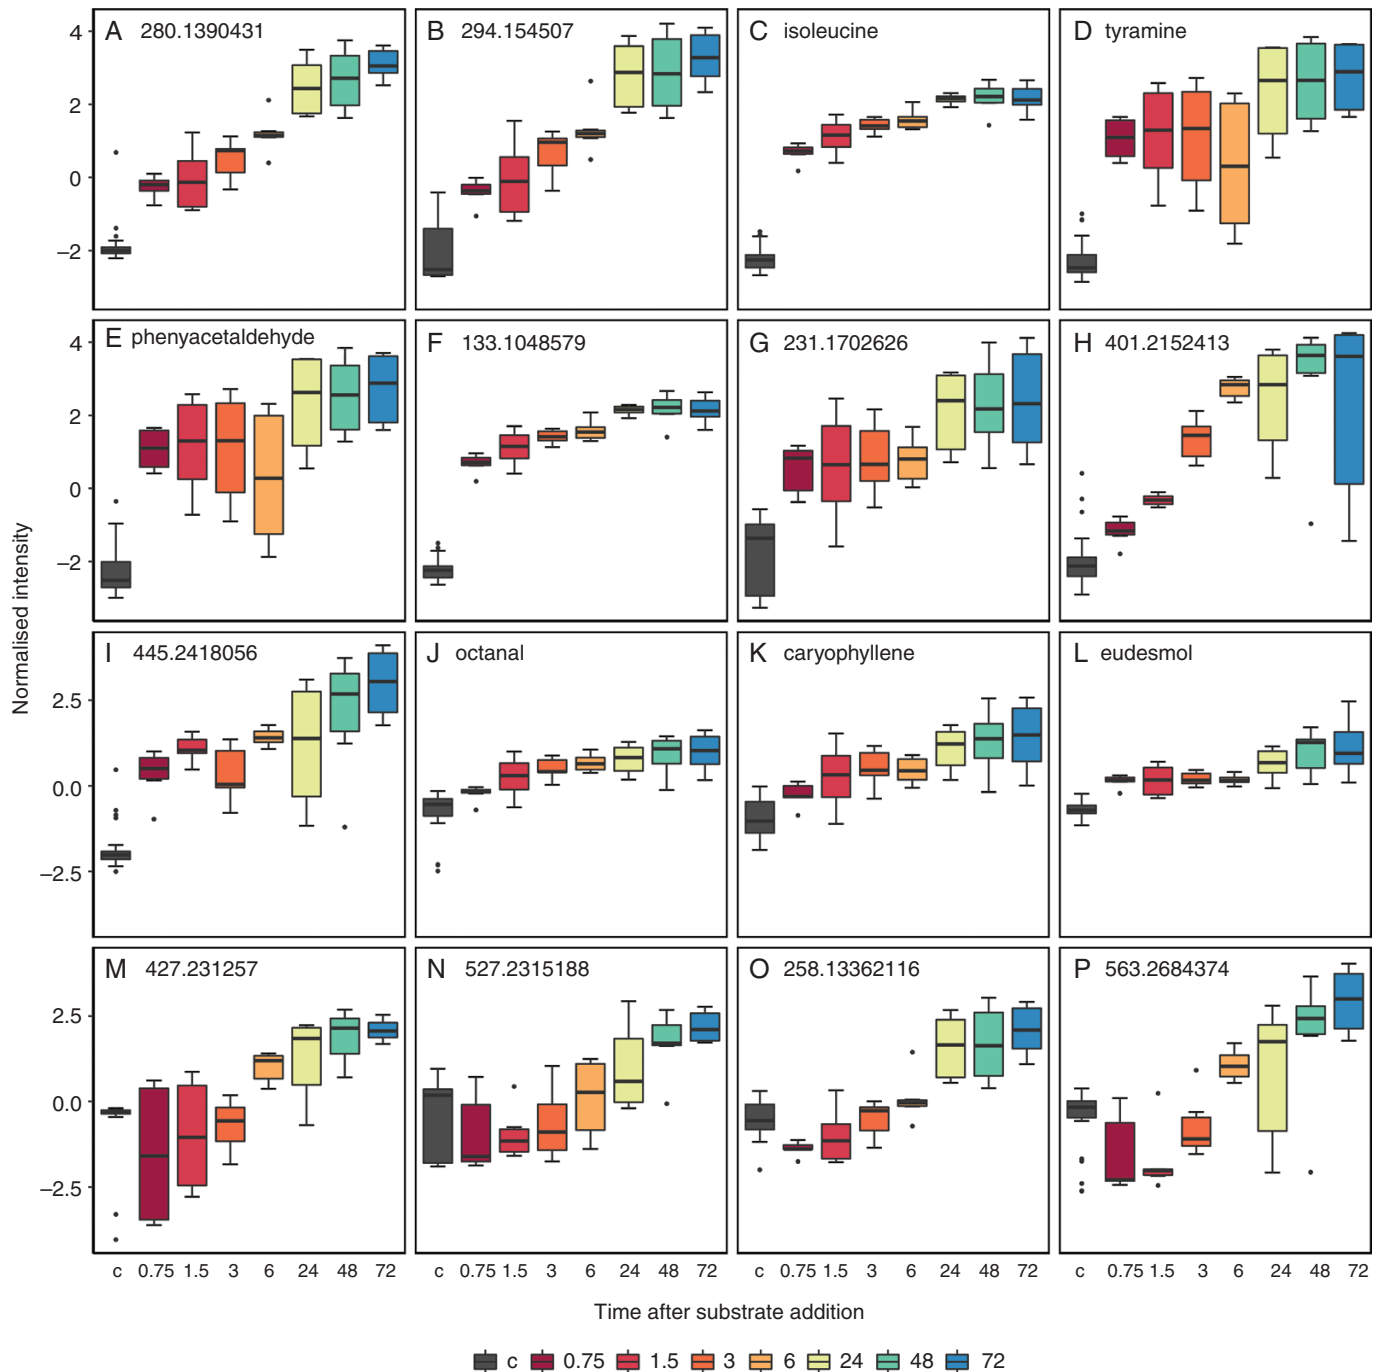 A 280.1390431
B 294.154507
C isoleucine
D tyramine
4
2
0
−2
E phenyacetaldehyde
F 133.1048579
G 231.1702626
H 401.2152413
4
2
0
−2
Normalised intensity
I 445.2418056
J octanal
K caryophyllene
L eudesmol
2.5
0.0
−2.5
M 427.231257
N 527.2315188
O 258.13362116
P 563.2684374
2.5
0.0
−2.5
c 0.75 1.5 3 6 24 48 72
c 0.75 1.5 3 6 24 48 72
c 0.75 1.5 3 6 24 48 72
c 0.75 1.5 3 6 24 48 72
Time after substrate addition
c 0.75 1.5 3 6 24 48 72